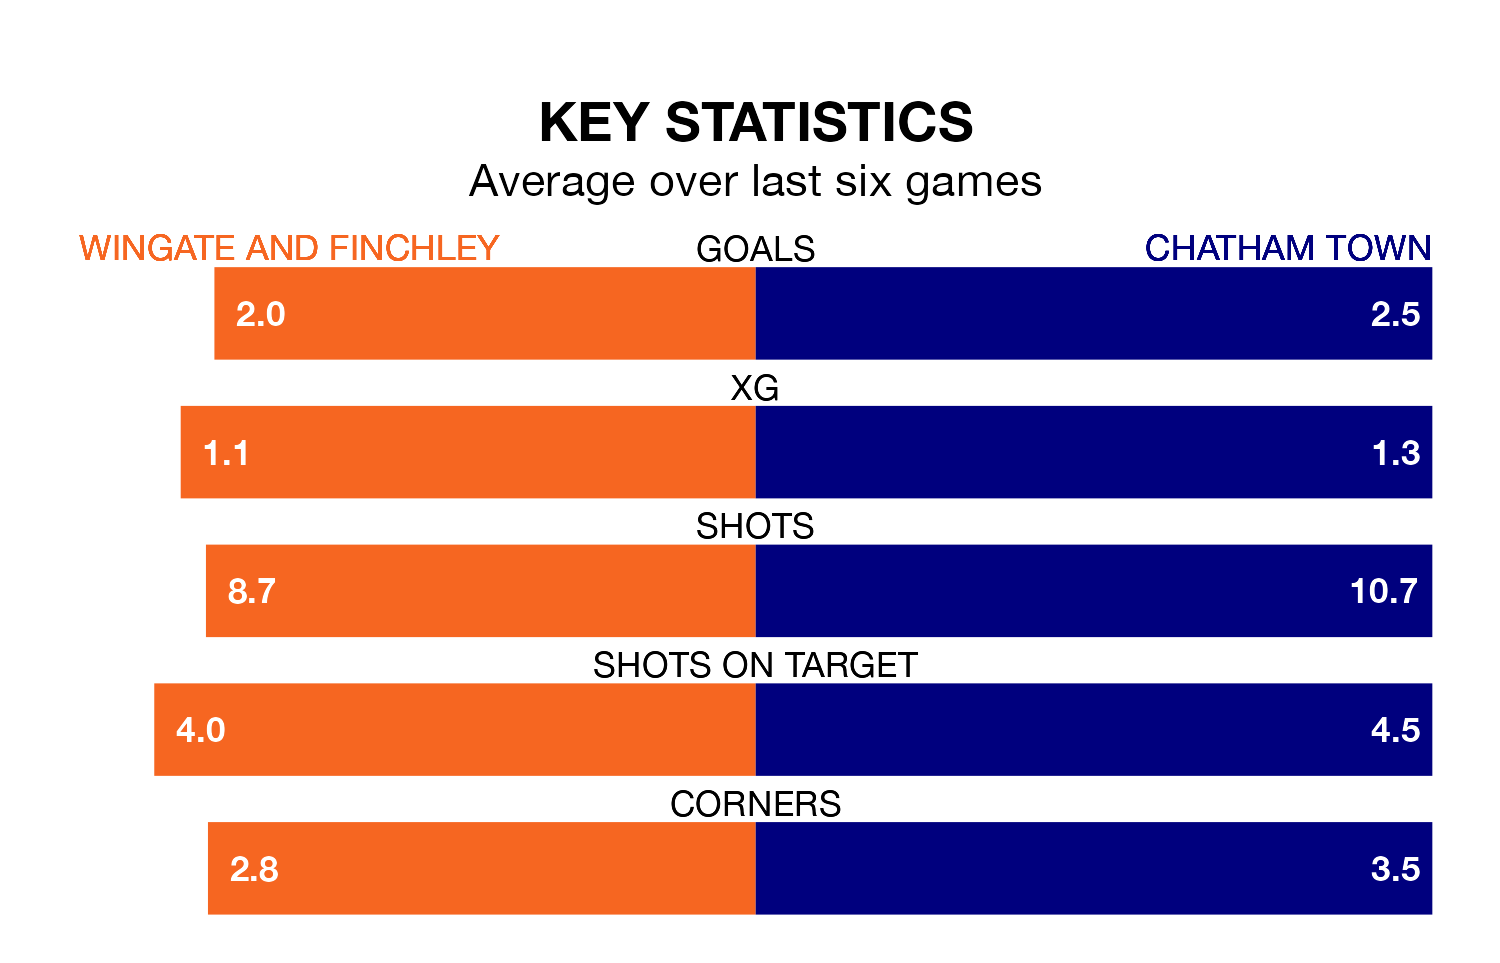 KEY STATISTICS
Average over last six games
WINGATE AND FINCHLEY GOALS CHATHAM TOWN
2.0 2.5
XG
1.1 1.3
SHOTS
8.7 10.7
SHOTS ON TARGET
4.0 4.5
CORNERS
2.8 3.5